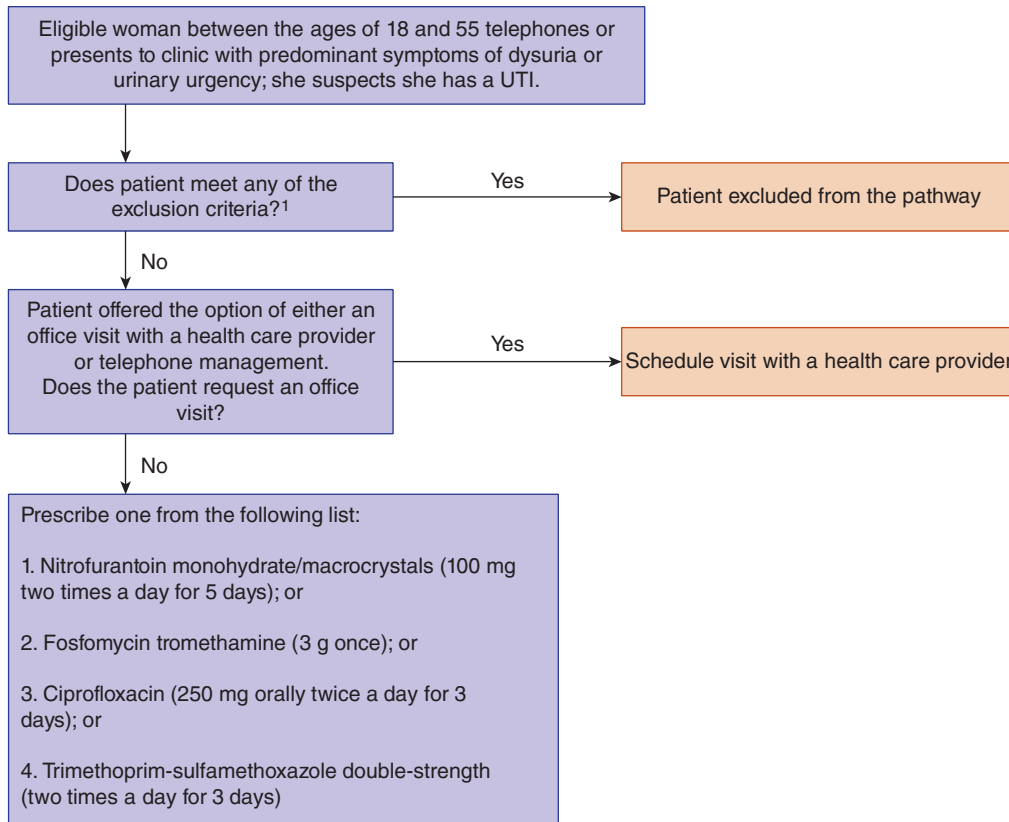 Eligible woman between the ages of 18 and 55 telephones or
presents to clinic with predominant symptoms of dysuria or
urinary urgency; she suspects she has a UTI.
Does patient meet any of the
exclusion criteria?1
Yes
Patient excluded from the pathway
No
Patient offered the option of either an
office visit with a health care provider
or telephone management.
Does the patient request an office
visit?
Yes
Schedule visit with a health care provider
No
Prescribe one from the following list:
1. Nitrofurantoin monohydrate/macrocrystals (100 mg
two times a day for 5 days); or
2. Fosfomycin tromethamine (3 g once); or
3. Ciprofloxacin (250 mg orally twice a day for 3
days); or
4. Trimethoprim-sulfamethoxazole double-strength
(two times a day for 3 days)